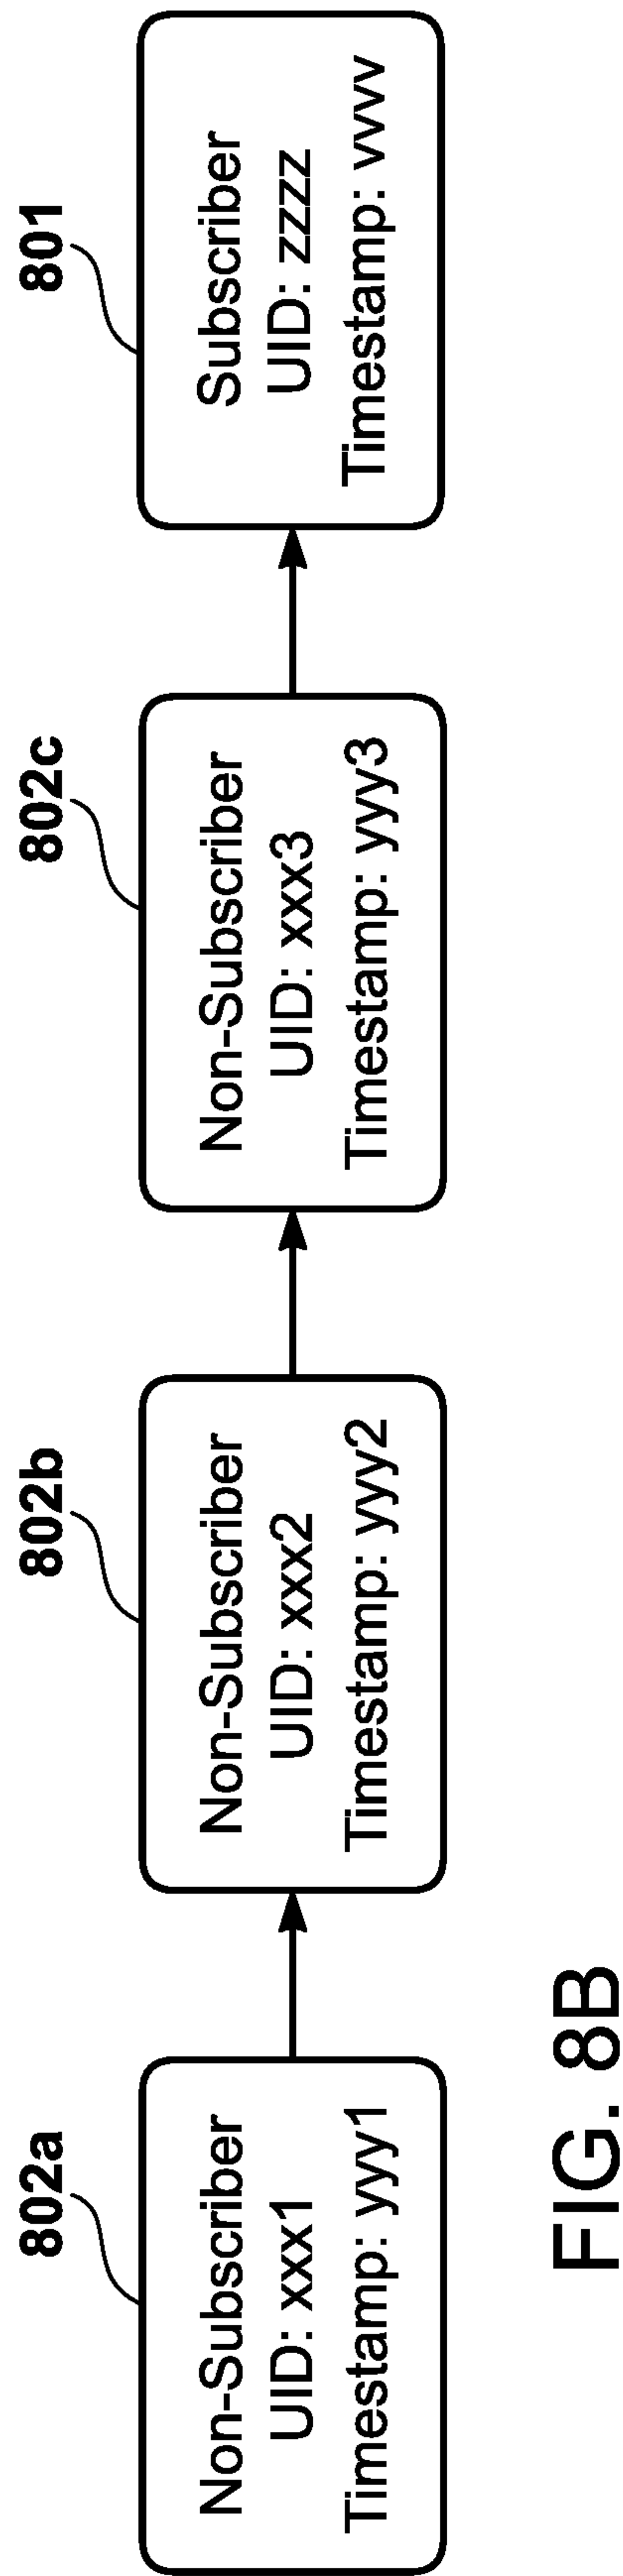 802a
Non-Subscriber
UID: xxx1
Timestamp: yyy1
802b
Non-Subscriber
UID: xxx2
Timestamp: yyy2
802c
Non-Subscriber
UID: xxx3
Timestamp: yyy3
801
Subscriber
UID: zzzz
Timestamp: vvvv
FIG. 8B